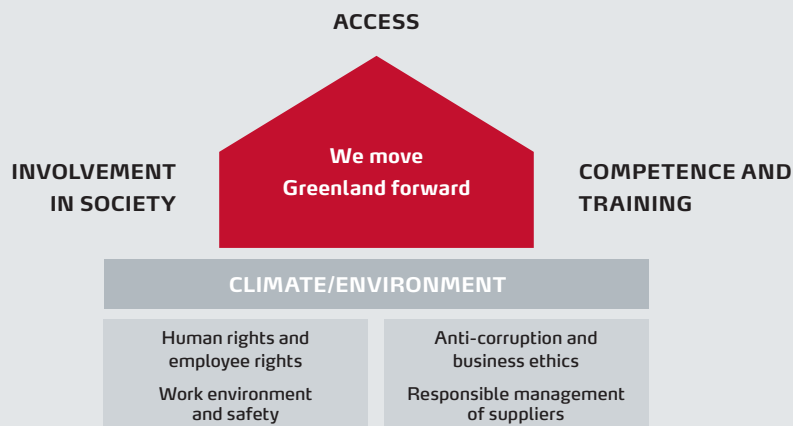 ACCESS
We move
Greenland forward
INVOLVEMENT
IN SOCIETY
COMPETENCE AND
TRAINING
CLIMATE/ENVIRONMENT
Human rights and
employee rights
Work environment
and safety
Anti-corruption and
business ethics
Responsible management
of suppliers